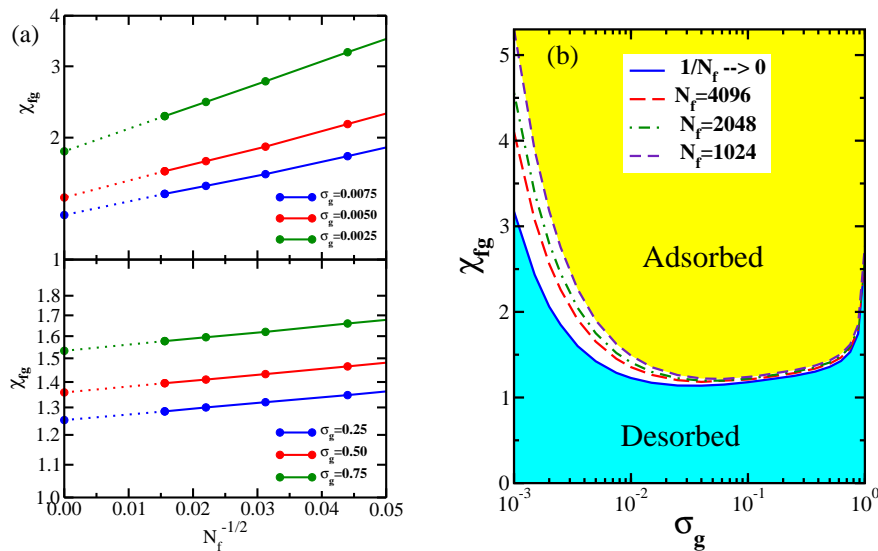 (a)
4
3
χfg
2
1
σg=0.0075
σg=0.0050
σg=0.0025
1.8
1.7
1.6
1.5
χfg
1.4
1.3
1.2
1.0
σg=0.25
σg=0.50
σg=0.75
0.00 0.01 0.02 0.03 0.04 0.05
Nf^-1/2
(b)
5
4
3
χfg
2
1
0
1/Nf --> 0
Nf=4096
Nf=2048
Nf=1024
Adsorbed
Desorbed
10^-3 10^-2 10^-1 10^0
σg